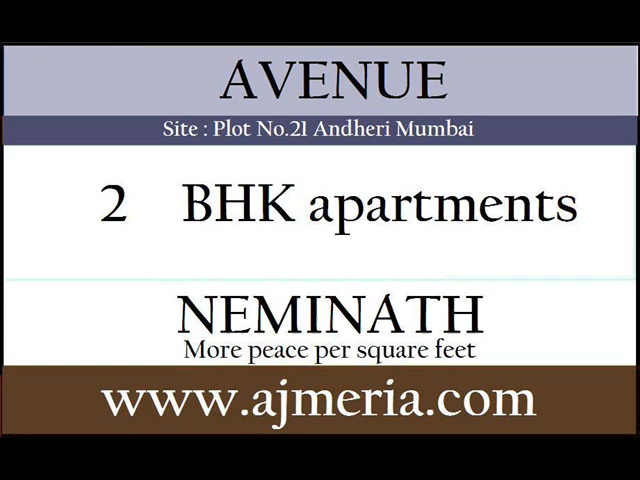 AVENUE
Site : Plot No.21 Andheri Mumbai
2 BHK apartments
NEMINATH
More peace per square feet
www.ajmeria.com